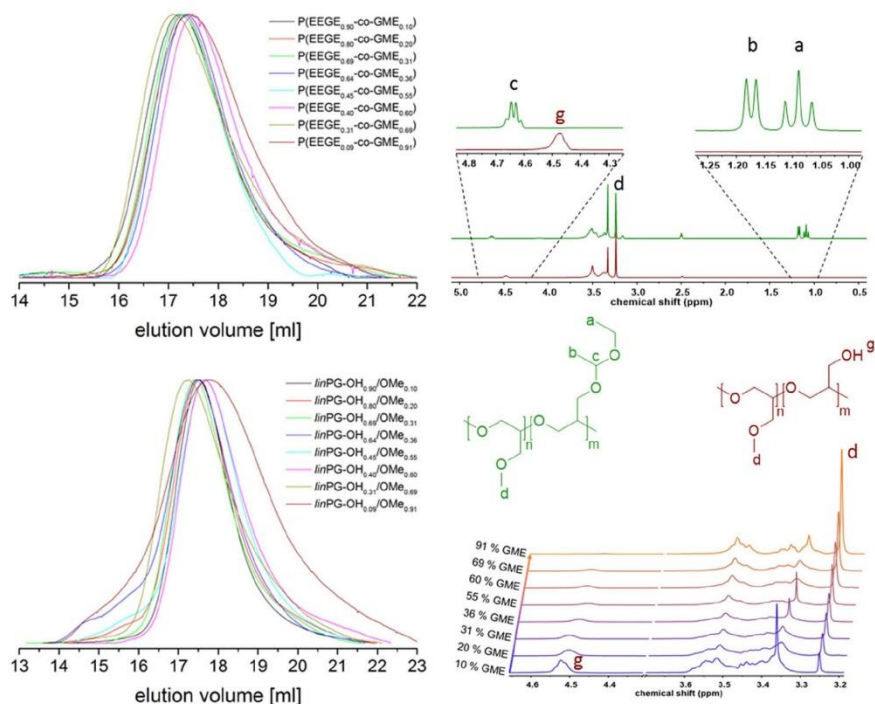 P(EEGE0.90-co-GME0.10)
P(EEGE0.80-co-GME0.20)
P(EEGE0.69-co-GME0.31)
P(EEGE0.64-co-GME0.36)
P(EEGE0.45-co-GME0.55)
P(EEGE0.40-co-GME0.60)
P(EEGE0.31-co-GME0.69)
P(EEGE0.09-co-GME0.91)
14 15 16 17 18 19 20 21 22
elution volume [ml]
b a
c
g
4.8 4.7 4.6 4.5 4.4
1.25 1.20 1.15 1.10 1.05 1.00
d
5.0 4.5 4.0 3.5 3.0 2.5 2.0 1.5 1.0 0.5
chemical shift (ppm)
linPG-OH0.90/OMe0.10
linPG-OH0.80/OMe0.20
linPG-OH0.69/OMe0.31
linPG-OH0.64/OMe0.36
linPG-OH0.45/OMe0.55
linPG-OH0.40/OMe0.60
linPG-OH0.31/OMe0.69
linPG-OH0.09/OMe0.91
13 14 15 16 17 18 19 20 21 22 23
elution volume [ml]
a
O
b c
O
O
O
n
O
m
O
d
OH g
O
n
O
m
O
d
d
91 % GME
69 % GME
60 % GME
55 % GME
36 % GME
31 % GME
20 % GME
10 % GME
g
4.6 4.5 4.4 3.6 3.5 3.4 3.3 3.2
chemical shift (ppm)